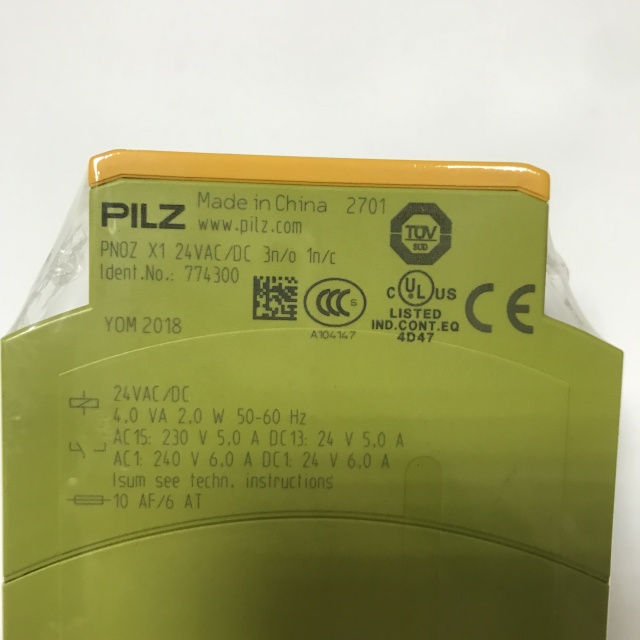 PILZ Made in China 2701
www.pilz.com
PNOZ X1 24VAC/DC 3n/o 1n/c
Ident.No.: 774300
YOM 2018
CCC S
A104147
TÜV
SÜD
C UL US
LISTED
IND.CONT.EQ
4D47
CE
24VAC/DC
4.0 VA 2.0 W 50-60 Hz
AC15: 230 V 5.0 A DC13: 24 V 5.0 A
AC1: 240 V 6.0 A DC1: 24 V 6.0 A
Isum see techn. instructions
10 AF/6 AT